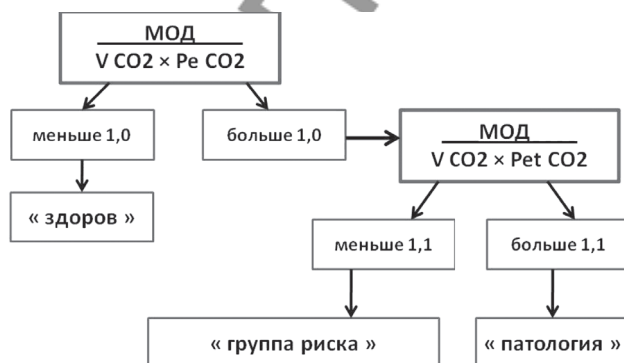 МОД
V CO2 × Pe CO2
меньше 1,0
больше 1,0
МОД
V CO2 × Pet CO2
« здоров »
меньше 1,1
больше 1,1
« группа риска »
« патология »